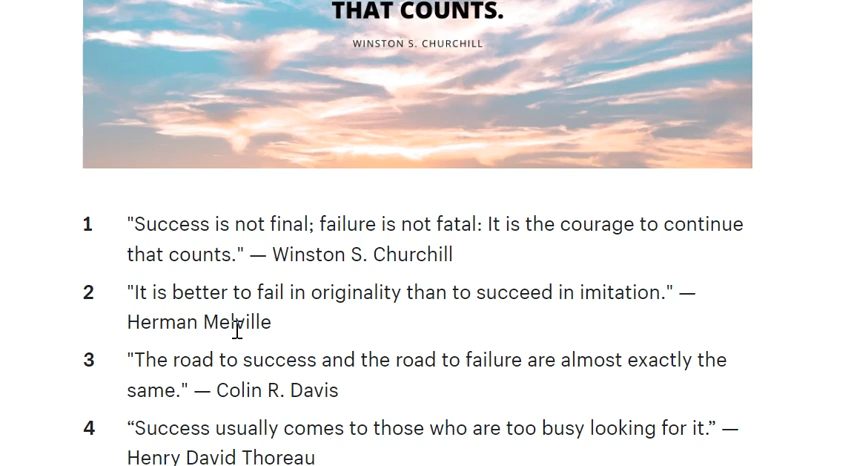 THAT COUNTS.
WINSTON S. CHURCHILL
1 "Success is not final; failure is not fatal: It is the courage to continue
that counts." — Winston S. Churchill
2 "It is better to fail in originality than to succeed in imitation." —
Herman Melville
3 "The road to success and the road to failure are almost exactly the
same." — Colin R. Davis
4 “Success usually comes to those who are too busy looking for it.” —
Henry David Thoreau